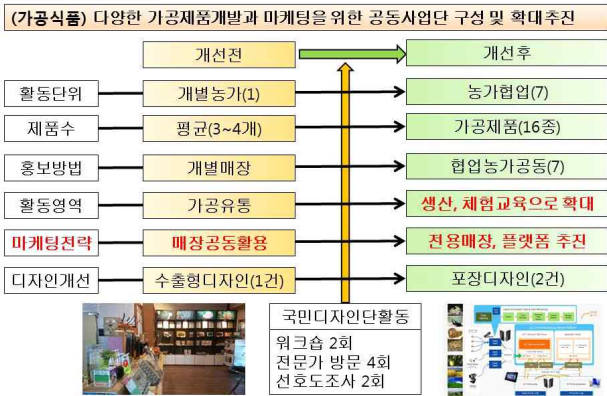 (가공식품) 다양한 가공제품개발과 마케팅을 위한 공동사업단 구성 및 확대추진
개선전 개선후
활동단위 개별농가(1) 농가협업(7)
제품수 평균(3~4개) 가공제품(16종)
홍보방법 개별매장 협업농가공동(7)
활동영역 가공유통 생산, 체험교육으로 확대
마케팅전략 매장공동활용 전용매장, 플랫폼 추진
디자인개선 수출형디자인(1건) 포장디자인(2건)
국민디자인단활동
워크숍 2회
전문가 방문 4회
선호도조사 2회